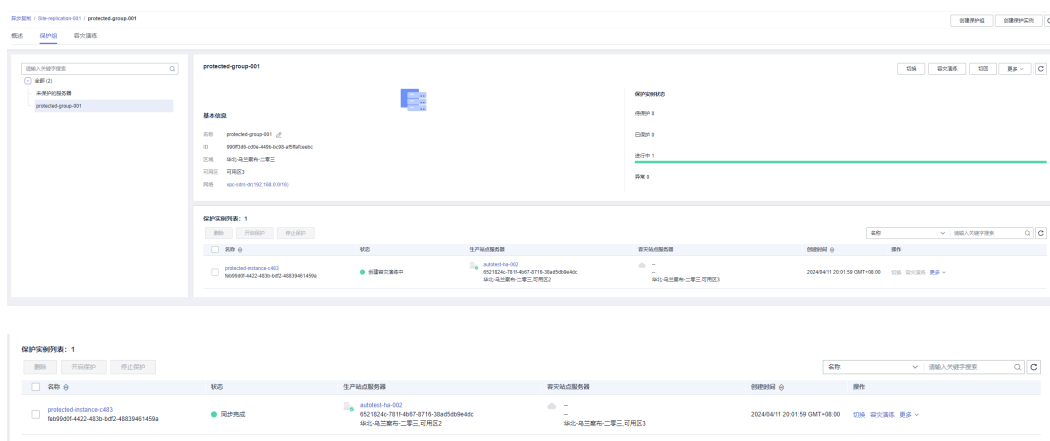 异步复制 / Site-replication-001 / protected-group-001
创建保护组 创建保护实例
概述 保护组 容灾演练
请输入关键字搜索
全部 (2)
未保护的服务器
protected-group-001
protected-group-001
切换 容灾演练 切回 更多
基本信息
名称 protected-group-001
ID
区域 华北-乌兰察布-二零三
可用区 可用区3
网络 vpc-sdrs-dr(192.168.0.0/16)
保护实例状态
待保护 0
已保护 0
进行中 1
异常 0
保护实例列表：1
删除 开启保护 停止保护
名称 请输入关键字搜索
名称 状态 生产站点服务器 容灾站点服务器 创建时间 操作
protected-instance-c483
feb99d0f-4422-483b-bdf2-48839461459a
创建容灾演练中
autotest-ha-002
6521824c-781f-4b67-8716-38ad5db9e4dc
华北-乌兰察布-二零三,可用区2
--
--
华北-乌兰察布-二零三,可用区3
2024/04/11 20:01:59 GMT+08:00
切换 容灾演练 更多
保护实例列表：1
删除 开启保护 停止保护
名称 请输入关键字搜索
名称 状态 生产站点服务器 容灾站点服务器 创建时间 操作
protected-instance-c483
feb99d0f-4422-483b-bdf2-48839461459a
同步完成
autotest-ha-002
6521824c-781f-4b67-8716-38ad5db9e4dc
华北-乌兰察布-二零三,可用区2
--
--
华北-乌兰察布-二零三,可用区3
2024/04/11 20:01:59 GMT+08:00
切换 容灾演练 更多